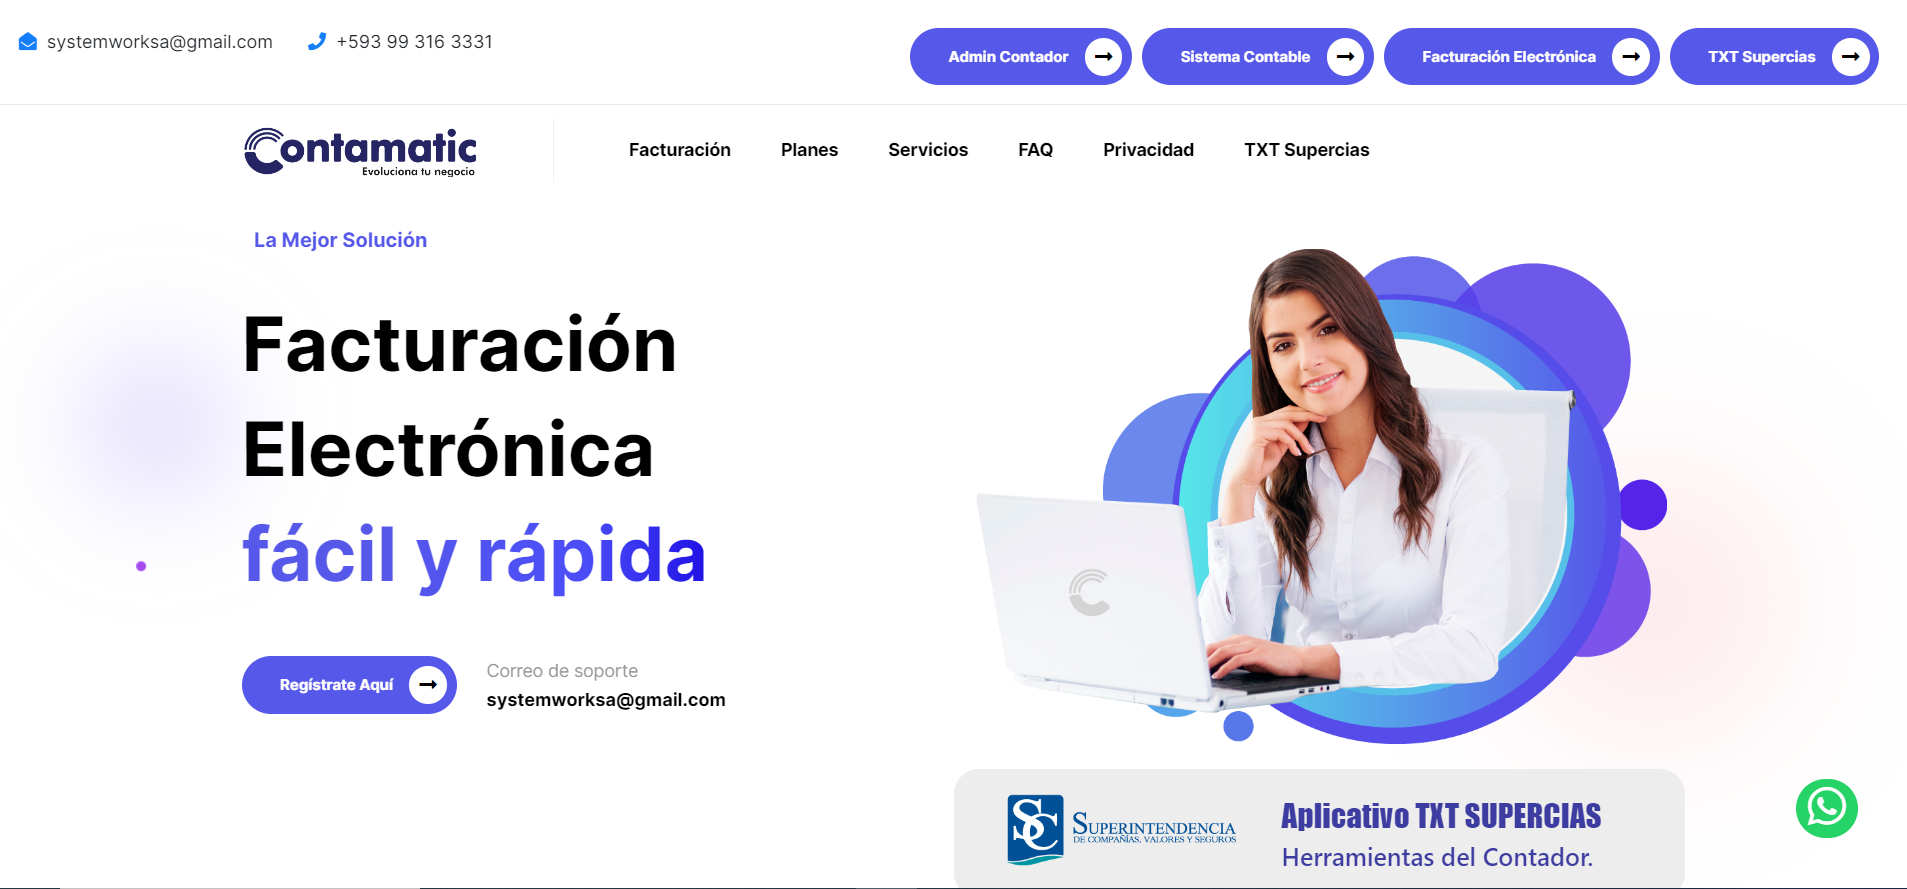 systemworksa@gmail.com
+593 99 316 3331
Admin Contador
Sistema Contable
Facturación Electrónica
TXT Supercias
Contamatic
Evoluciona tu negocio
Facturación
Planes
Servicios
FAQ
Privacidad
TXT Supercias
La Mejor Solución
Facturación
Electrónica
fácil y rápida
Regístrate Aquí
Correo de soporte
systemworksa@gmail.com
SC
SUPERINTENDENCIA
DE COMPAÑÍAS, VALORES Y SEGUROS
Aplicativo TXT SUPERCIAS
Herramientas del Contador.